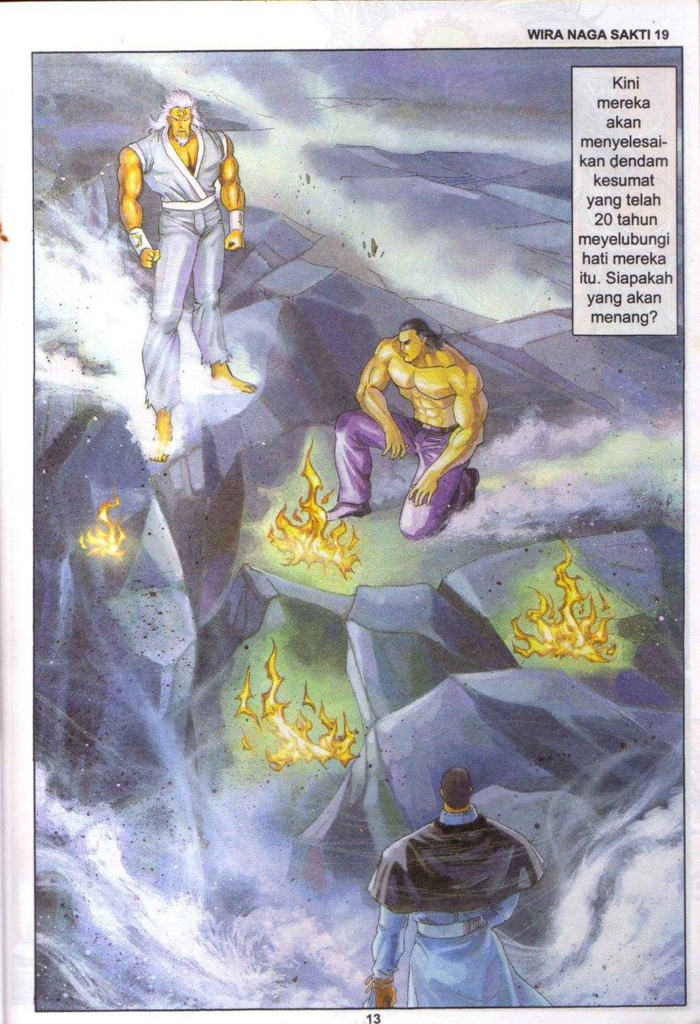 WIRA NAGA SAKTI 19
Kini
mereka
akan
menyelesai-
kan dendam
kesumat
yang telah
20 tahun
meyelubungi
hati mereka
itu. Siapakah
yang akan
menang?
13